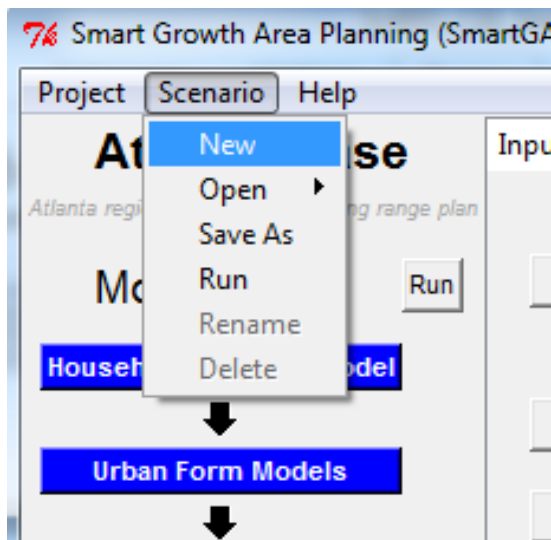 Smart Growth Area Planning (SmartGA
Project Scenario Help
At
se
Inpu
Atlanta regi
ng range plan
New
Open
Save As
Run
Rename
Delete
Mo
Run
Househ
odel
Urban Form Models